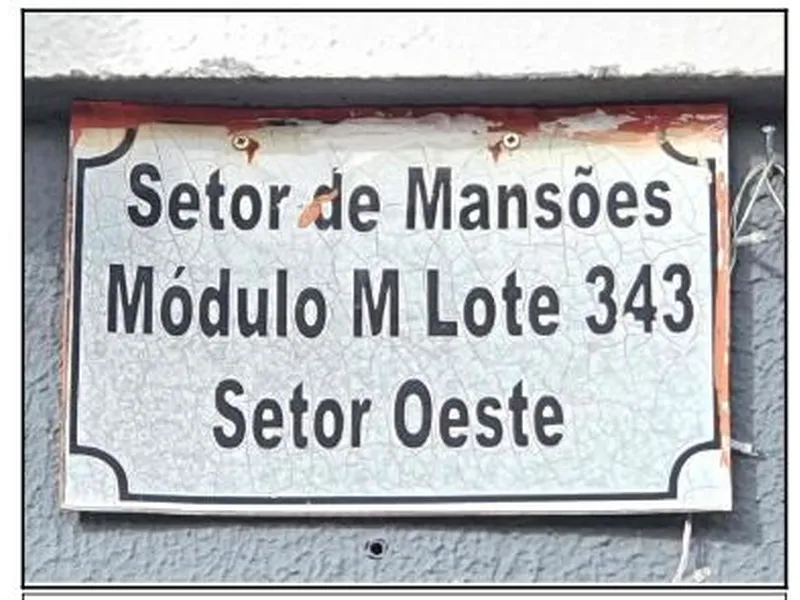 Setor de Mansões
Módulo M Lote 343
Setor Oeste